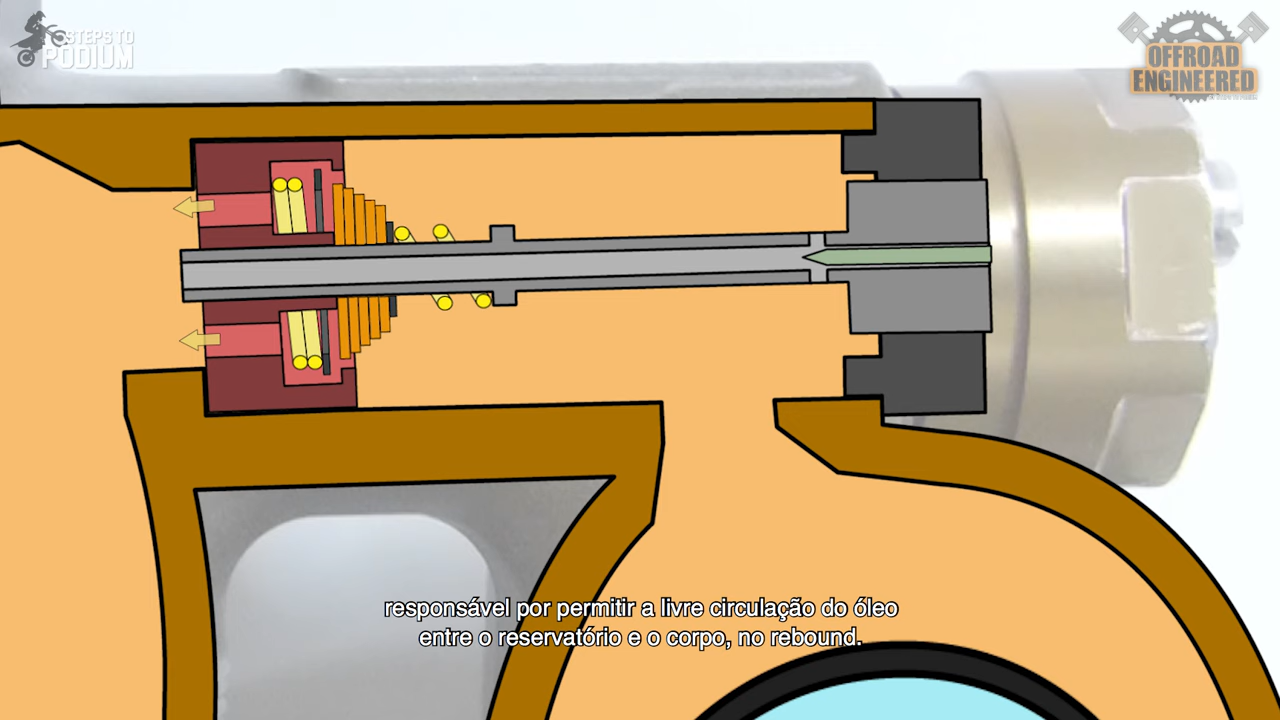 STEPS TO
PODIUM
OFFROAD
ENGINEERED
responsável por permitir a livre circulação do óleo
entre o reservatório e o corpo, no rebound.